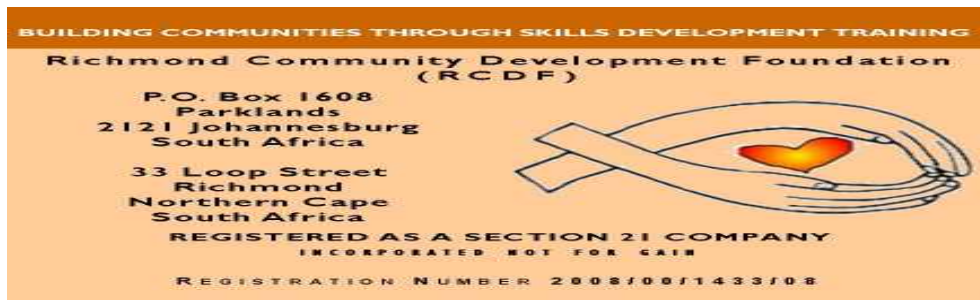 BUILDING COMMUNITIES THROUGH SKILLS DEVELOPMENT TRAINING
Richmond Community Development Foundation
(RCDF)
P.O. Box 1608
Parklands
2121 Johannesburg
South Africa
33 Loop Street
Richmond
Northern Cape
South Africa
REGISTERED AS A SECTION 21 COMPANY
INCORPORATED NOT FOR GAIN
REGISTRATION NUMBER 2008/00/1433/08